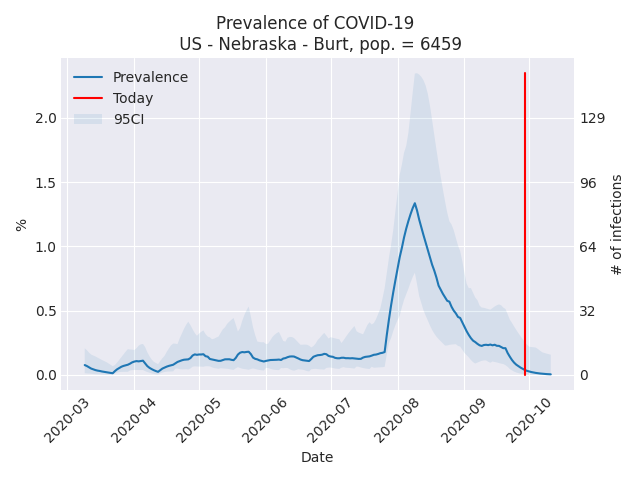 Prevalence of COVID-19
US - Nebraska - Burt, pop. = 6459
Prevalence
Today
95CI
2.0
1.5
1.0
0.5
0.0
%
129
96
64
32
0
# of infections
2020-03
2020-04
2020-05
2020-06
2020-07
2020-08
2020-09
2020-10
Date